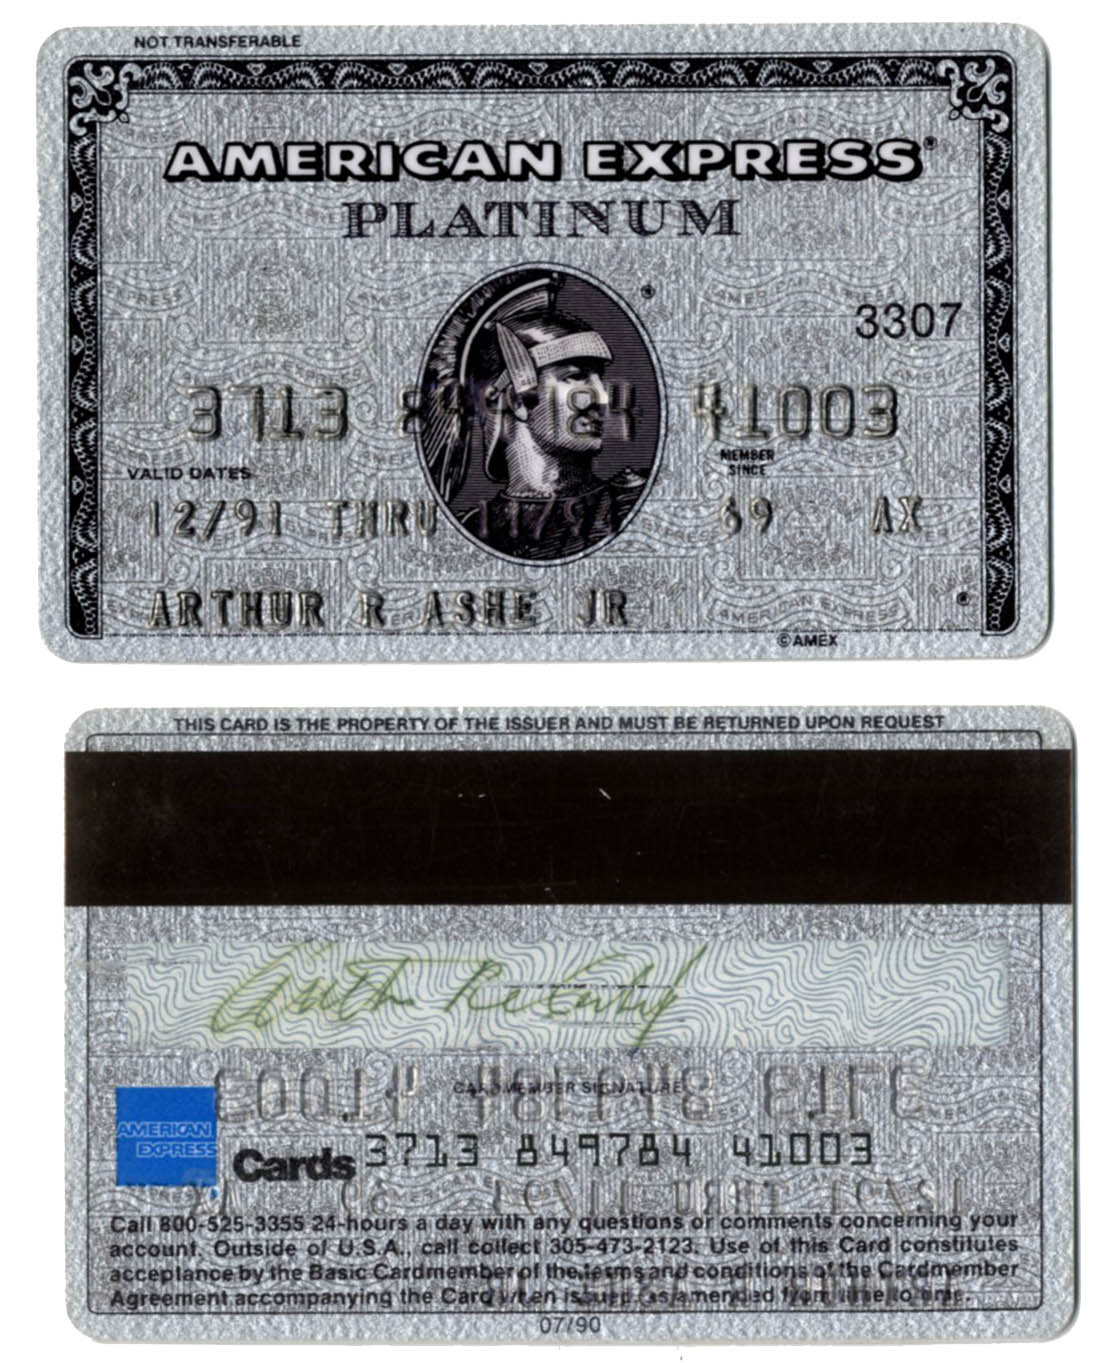 NOT TRANSFERABLE
AMERICAN EXPRESS®
PLATINUM
®
3307
3713 849784 41003
VALID DATES
MEMBER
SINCE
12/91 THRU
69 AX
ARTHUR R ASHE JR
®
© AMEX
THIS CARD IS THE PROPERTY OF THE ISSUER AND MUST BE RETURNED UPON REQUEST
CARDMEMBER SIGNATURE
AMERICAN
EXPRESS
Cards 3713 849784 41003
Call 800-525-3355 24-hours a day with any questions or comments concerning your
account. Outside of U.S.A., call collect 305-473-2123. Use of this Card constitutes
acceptance by the Basic Cardmember of the terms and conditions of the Cardmember
Agreement accompanying the Card when issued or as amended from time to time.
07/90